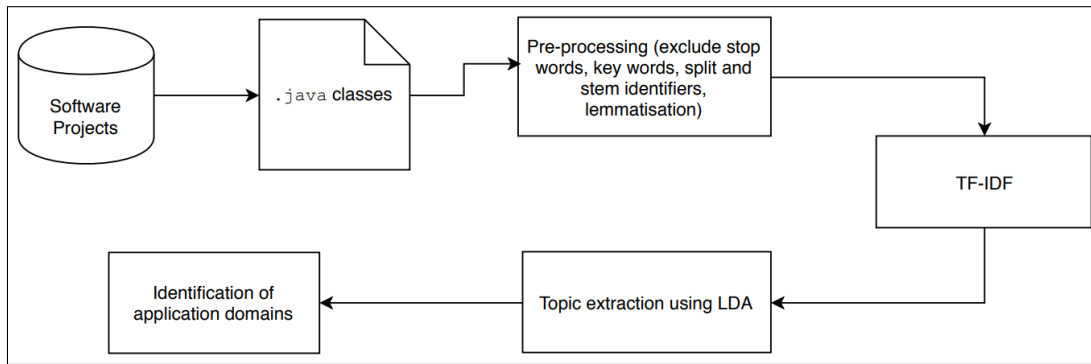 Software
Projects
.java classes
Pre-processing (exclude stop
words, key words, split and
stem identifiers,
lemmatisation)
TF-IDF
Topic extraction using LDA
Identification of
application domains